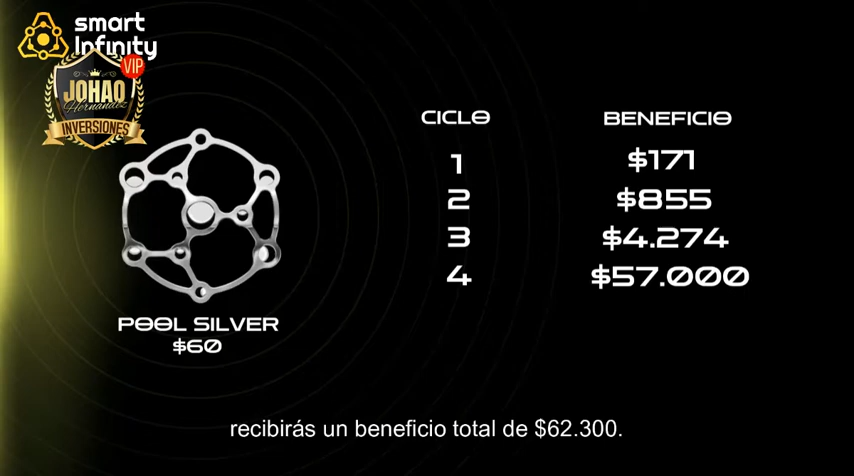 smart
Infinity
VIP
JOHAO
Hernandez
INVERSIONES
CICLO BENEFICIO
1 $171
2 $855
3 $4.274
4 $57.000
POOL SILVER
$60
recibirás un beneficio total de $62.300.